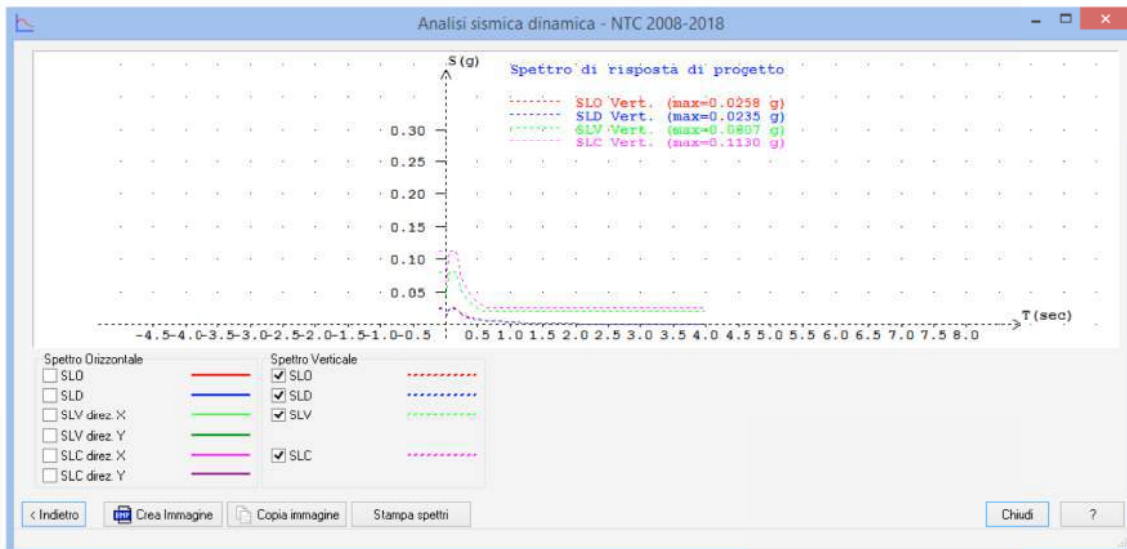 Analisi sismica dinamica - NTC 2008-2018
S(g)
Spettro di risposta di progetto
SLO Vert. (max=0.0258 g)
SLD Vert. (max=0.0235 g)
SLV Vert. (max=0.0807 g)
SLC Vert. (max=0.1130 g)
0.30
0.25
0.20
0.15
0.10
0.05
T(sec)
-4.5-4.0-3.5-3.0-2.5-2.0-1.5-1.0-0.5 0.5 1.0 1.5 2.0 2.5 3.0 3.5 4.0 4.5 5.0 5.5 6.0 6.5 7.0 7.5 8.0
Spettro Orizzontale
SLO
SLD
SLV direz. X
SLV direz. Y
SLC direz. X
SLC direz. Y
Spettro Verticale
SLO
SLD
SLV
SLC
< Indietro
BMP Crea Immagine
Copia immagine
Stampa spettri
Chiudi
?